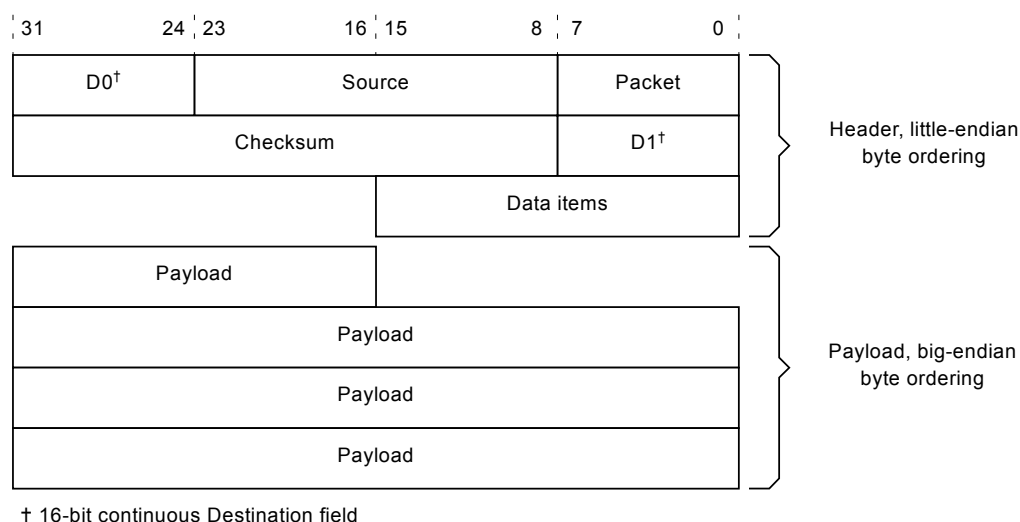 31 24 23 16 15 8 7 0
D0† Source Packet
Checksum D1†
Header, little-endian
byte ordering
Data items
Payload
Payload
Payload, big-endian
byte ordering
Payload
Payload
† 16-bit continuous Destination field